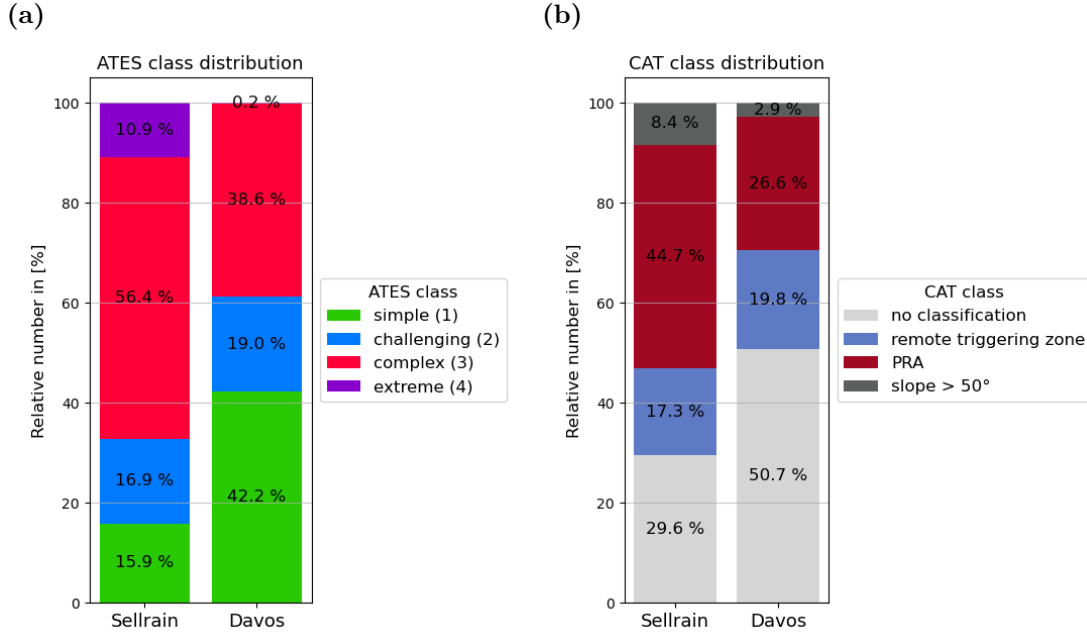 (a)
ATES class distribution
Relative number in [%]
100
80
60
40
20
0
10.9 %
56.4 %
16.9 %
15.9 %
0.2 %
38.6 %
19.0 %
42.2 %
Sellrain
Davos
ATES class
simple (1)
challenging (2)
complex (3)
extreme (4)
(b)
CAT class distribution
Relative number in [%]
100
80
60
40
20
0
8.4 %
44.7 %
17.3 %
29.6 %
2.9 %
26.6 %
19.8 %
50.7 %
Sellrain
Davos
CAT class
no classification
remote triggering zone
PRA
slope > 50°